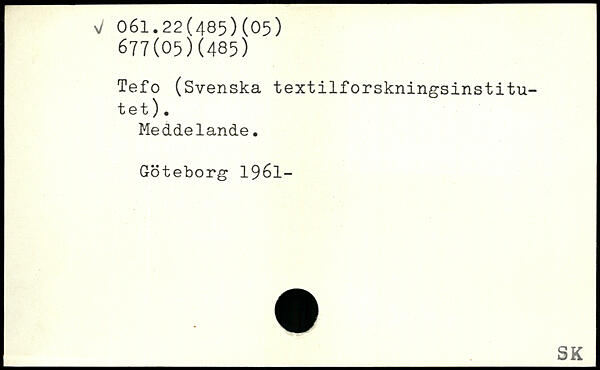 ✓ 061.22(485)(05)
677(05)(485)
Tefo (Svenska textilforskningsinstitu-
tet).
Meddelande.
Göteborg 1961-
SK